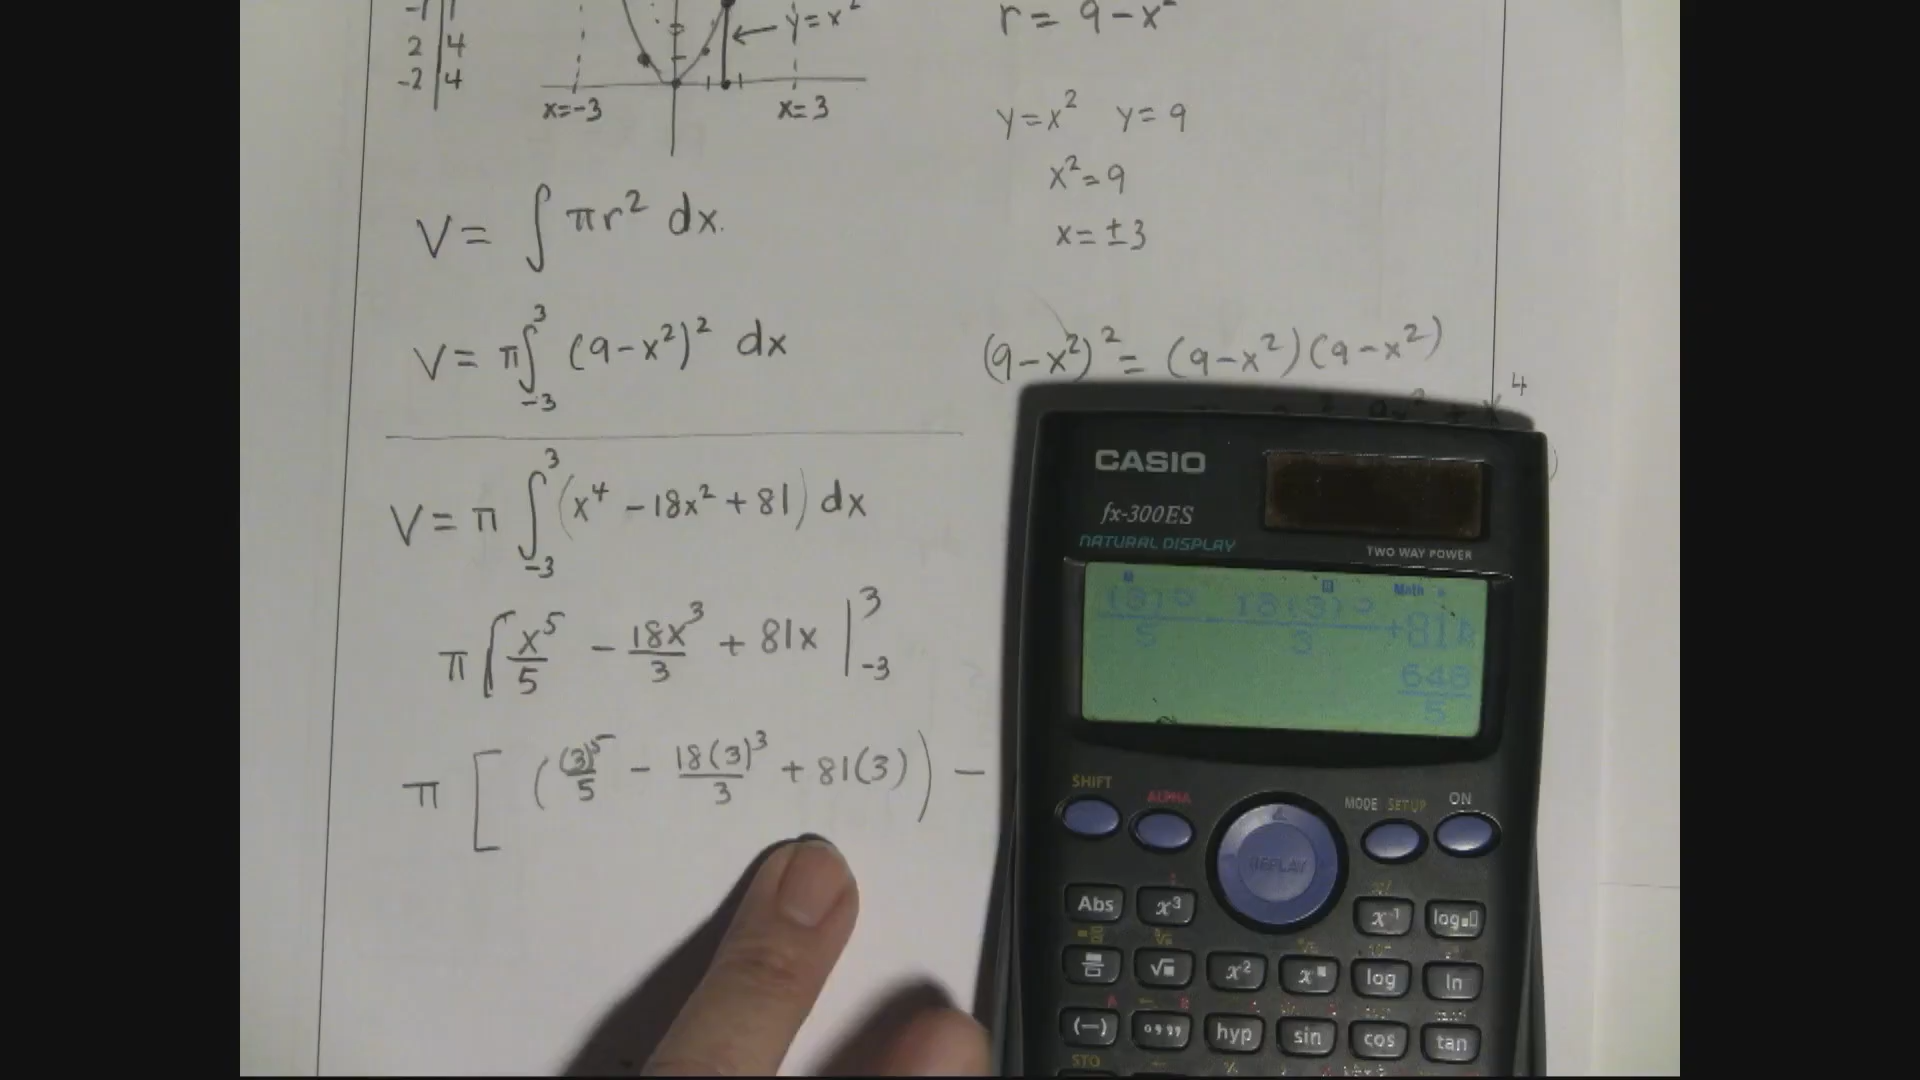 -1 | 1
2 | 4
-2 | 4
y = x²
x=-3
x=3
r = 9 - x²
y = x² y = 9
x² = 9
x = ±3
V = ∫ πr² dx.
V = π∫₋₃³ (9-x²)² dx
(9-x²)² = (9-x²)(9-x²)
V = π ∫₋₃³ (x⁴ - 18x² + 81) dx
π[x⁵/5 - 18x³/3 + 81x |₋₃³
π [ ((3)⁵/5 - 18(3)³/3 + 81(3)) -
CASIO
fx-300ES
NATURAL DISPLAY
TWO WAY POWER
Math
648/5
SHIFT
ALPHA
MODE SETUP
ON
REPLAY
Abs x³ x⁻¹ log
√ x² x log ln
(−) hyp sin cos tan
STO